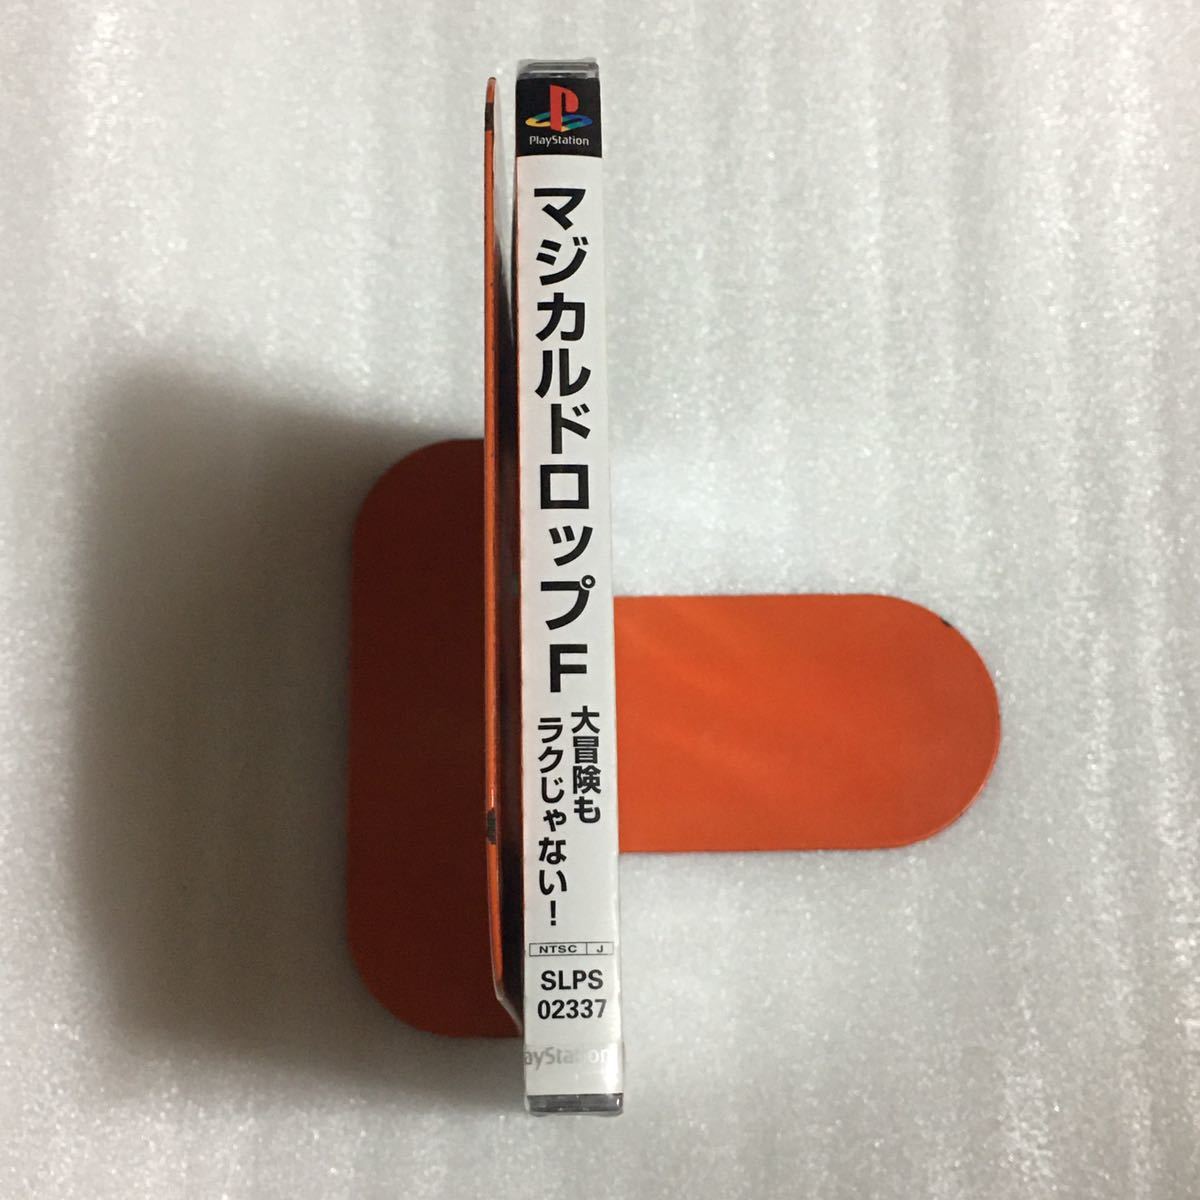 PlayStation
マジカルドロップF
大冒険も
ラクじゃない！
NTSC J
SLPS
02337
ayStation